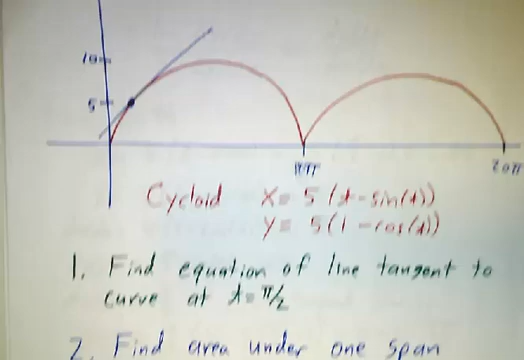 10
5
10π
20π
Cycloid X= 5 (t-sin(t))
Y= 5(1-cos(t))
1. Find equation of line tangent to
curve at t=π/2
2. Find area under one span